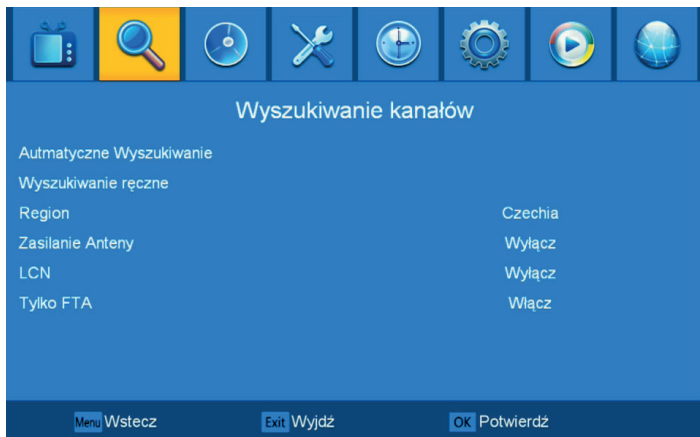 Wyszukiwanie kanałów
Autmatyczne Wyszukiwanie
Wyszukiwanie ręczne
Region Czechia
Zasilanie Anteny Wyłącz
LCN Wyłącz
Tylko FTA Włącz
Menu Wstecz Exit Wyjdź OK Potwierdź